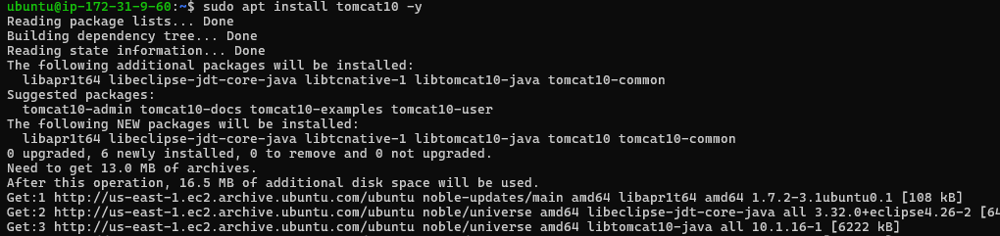 ubuntu@ip-172-31-9-60:~$ sudo apt install tomcat10 -y
Reading package lists... Done
Building dependency tree... Done
Reading state information... Done
The following additional packages will be installed:
  libapr1t64 libeclipse-jdt-core-java libtcnative-1 libtomcat10-java tomcat10-common
Suggested packages:
  tomcat10-admin tomcat10-docs tomcat10-examples tomcat10-user
The following NEW packages will be installed:
  libapr1t64 libeclipse-jdt-core-java libtcnative-1 libtomcat10-java tomcat10 tomcat10-common
0 upgraded, 6 newly installed, 0 to remove and 0 not upgraded.
Need to get 13.0 MB of archives.
After this operation, 16.5 MB of additional disk space will be used.
Get:1 http://us-east-1.ec2.archive.ubuntu.com/ubuntu noble-updates/main amd64 libapr1t64 amd64 1.7.2-3.1ubuntu0.1 [108 kB]
Get:2 http://us-east-1.ec2.archive.ubuntu.com/ubuntu noble/universe amd64 libeclipse-jdt-core-java all 3.32.0+eclipse4.26-2 [64
Get:3 http://us-east-1.ec2.archive.ubuntu.com/ubuntu noble/universe amd64 libtomcat10-java all 10.1.16-1 [6222 kB]